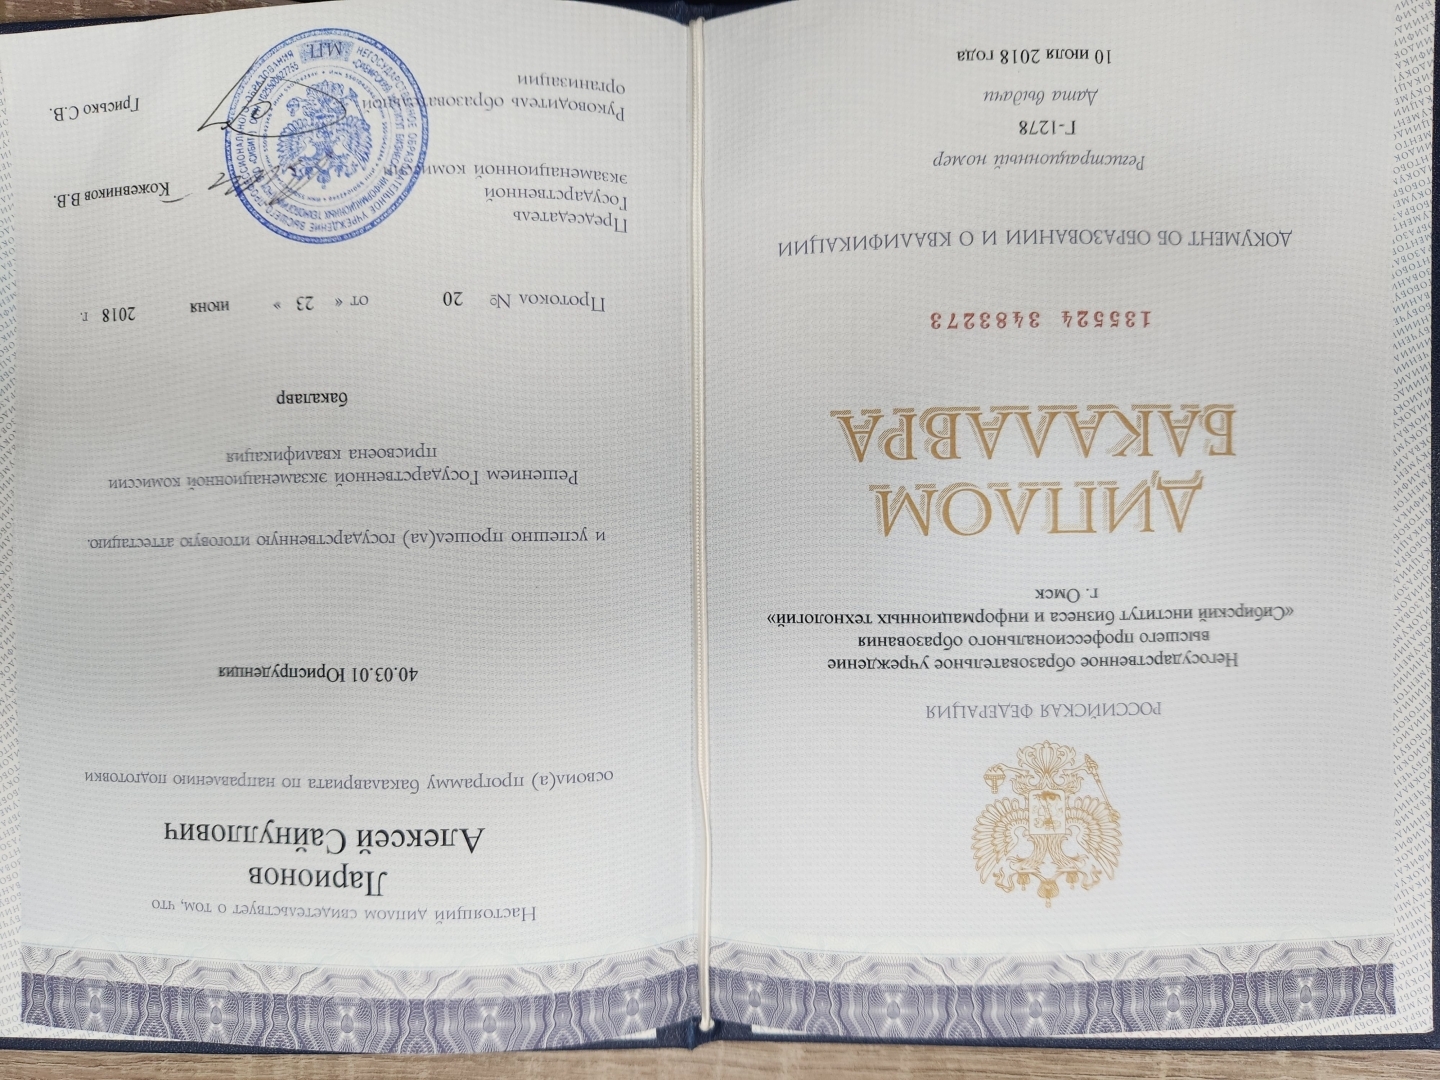 РОССИЙСКАЯ ФЕДЕРАЦИЯ
Негосударственное образовательное учреждение
высшего профессионального образования
«Сибирский институт бизнеса и информационных технологий»
г. Омск
ДИПЛОМ
БАКАЛАВРА
135524 3483273
ДОКУМЕНТ ОБ ОБРАЗОВАНИИ И О КВАЛИФИКАЦИИ
Регистрационный номер
Г-1278
Дата выдачи
10 июля 2018 года
Настоящий диплом свидетельствует о том, что
Ларионов
Алексей Сайнуллович
освоил(а) программу бакалавриата по направлению подготовки
40.03.01 Юриспруденция
и успешно прошел(ла) государственную итоговую аттестацию.
Решением Государственной экзаменационной комиссии
присвоена квалификация
бакалавр
Протокол № 20 от « 23 » июня 2018 г.
Председатель
Государственной
экзаменационной комиссии
Кожевников В.В.
Руководитель образовательной
организации
Грисько С.В.
М.П.